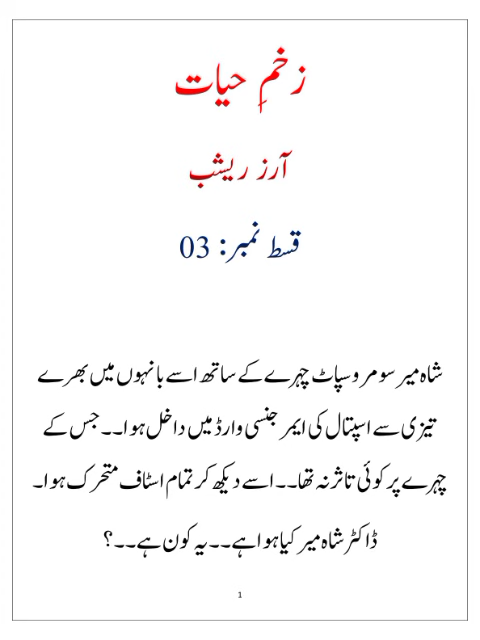 زخمِ حیات
آرز ریشب
قسط نمبر: 03
شاہ میر سومرو سپاٹ چہرے کے ساتھ اسے بانہوں میں بھرے
تیزی سے اسپتال کی ایمر جنسی وارڈ میں داخل ہوا۔۔ جس کے
چہرے پر کوئی تاثر نہ تھا۔۔ اسے دیکھ کر تمام اسٹاف متحرک ہوا۔
ڈاکٹر شاہ میر کیا ہوا ہے۔۔ یہ کون ہے۔۔؟
1